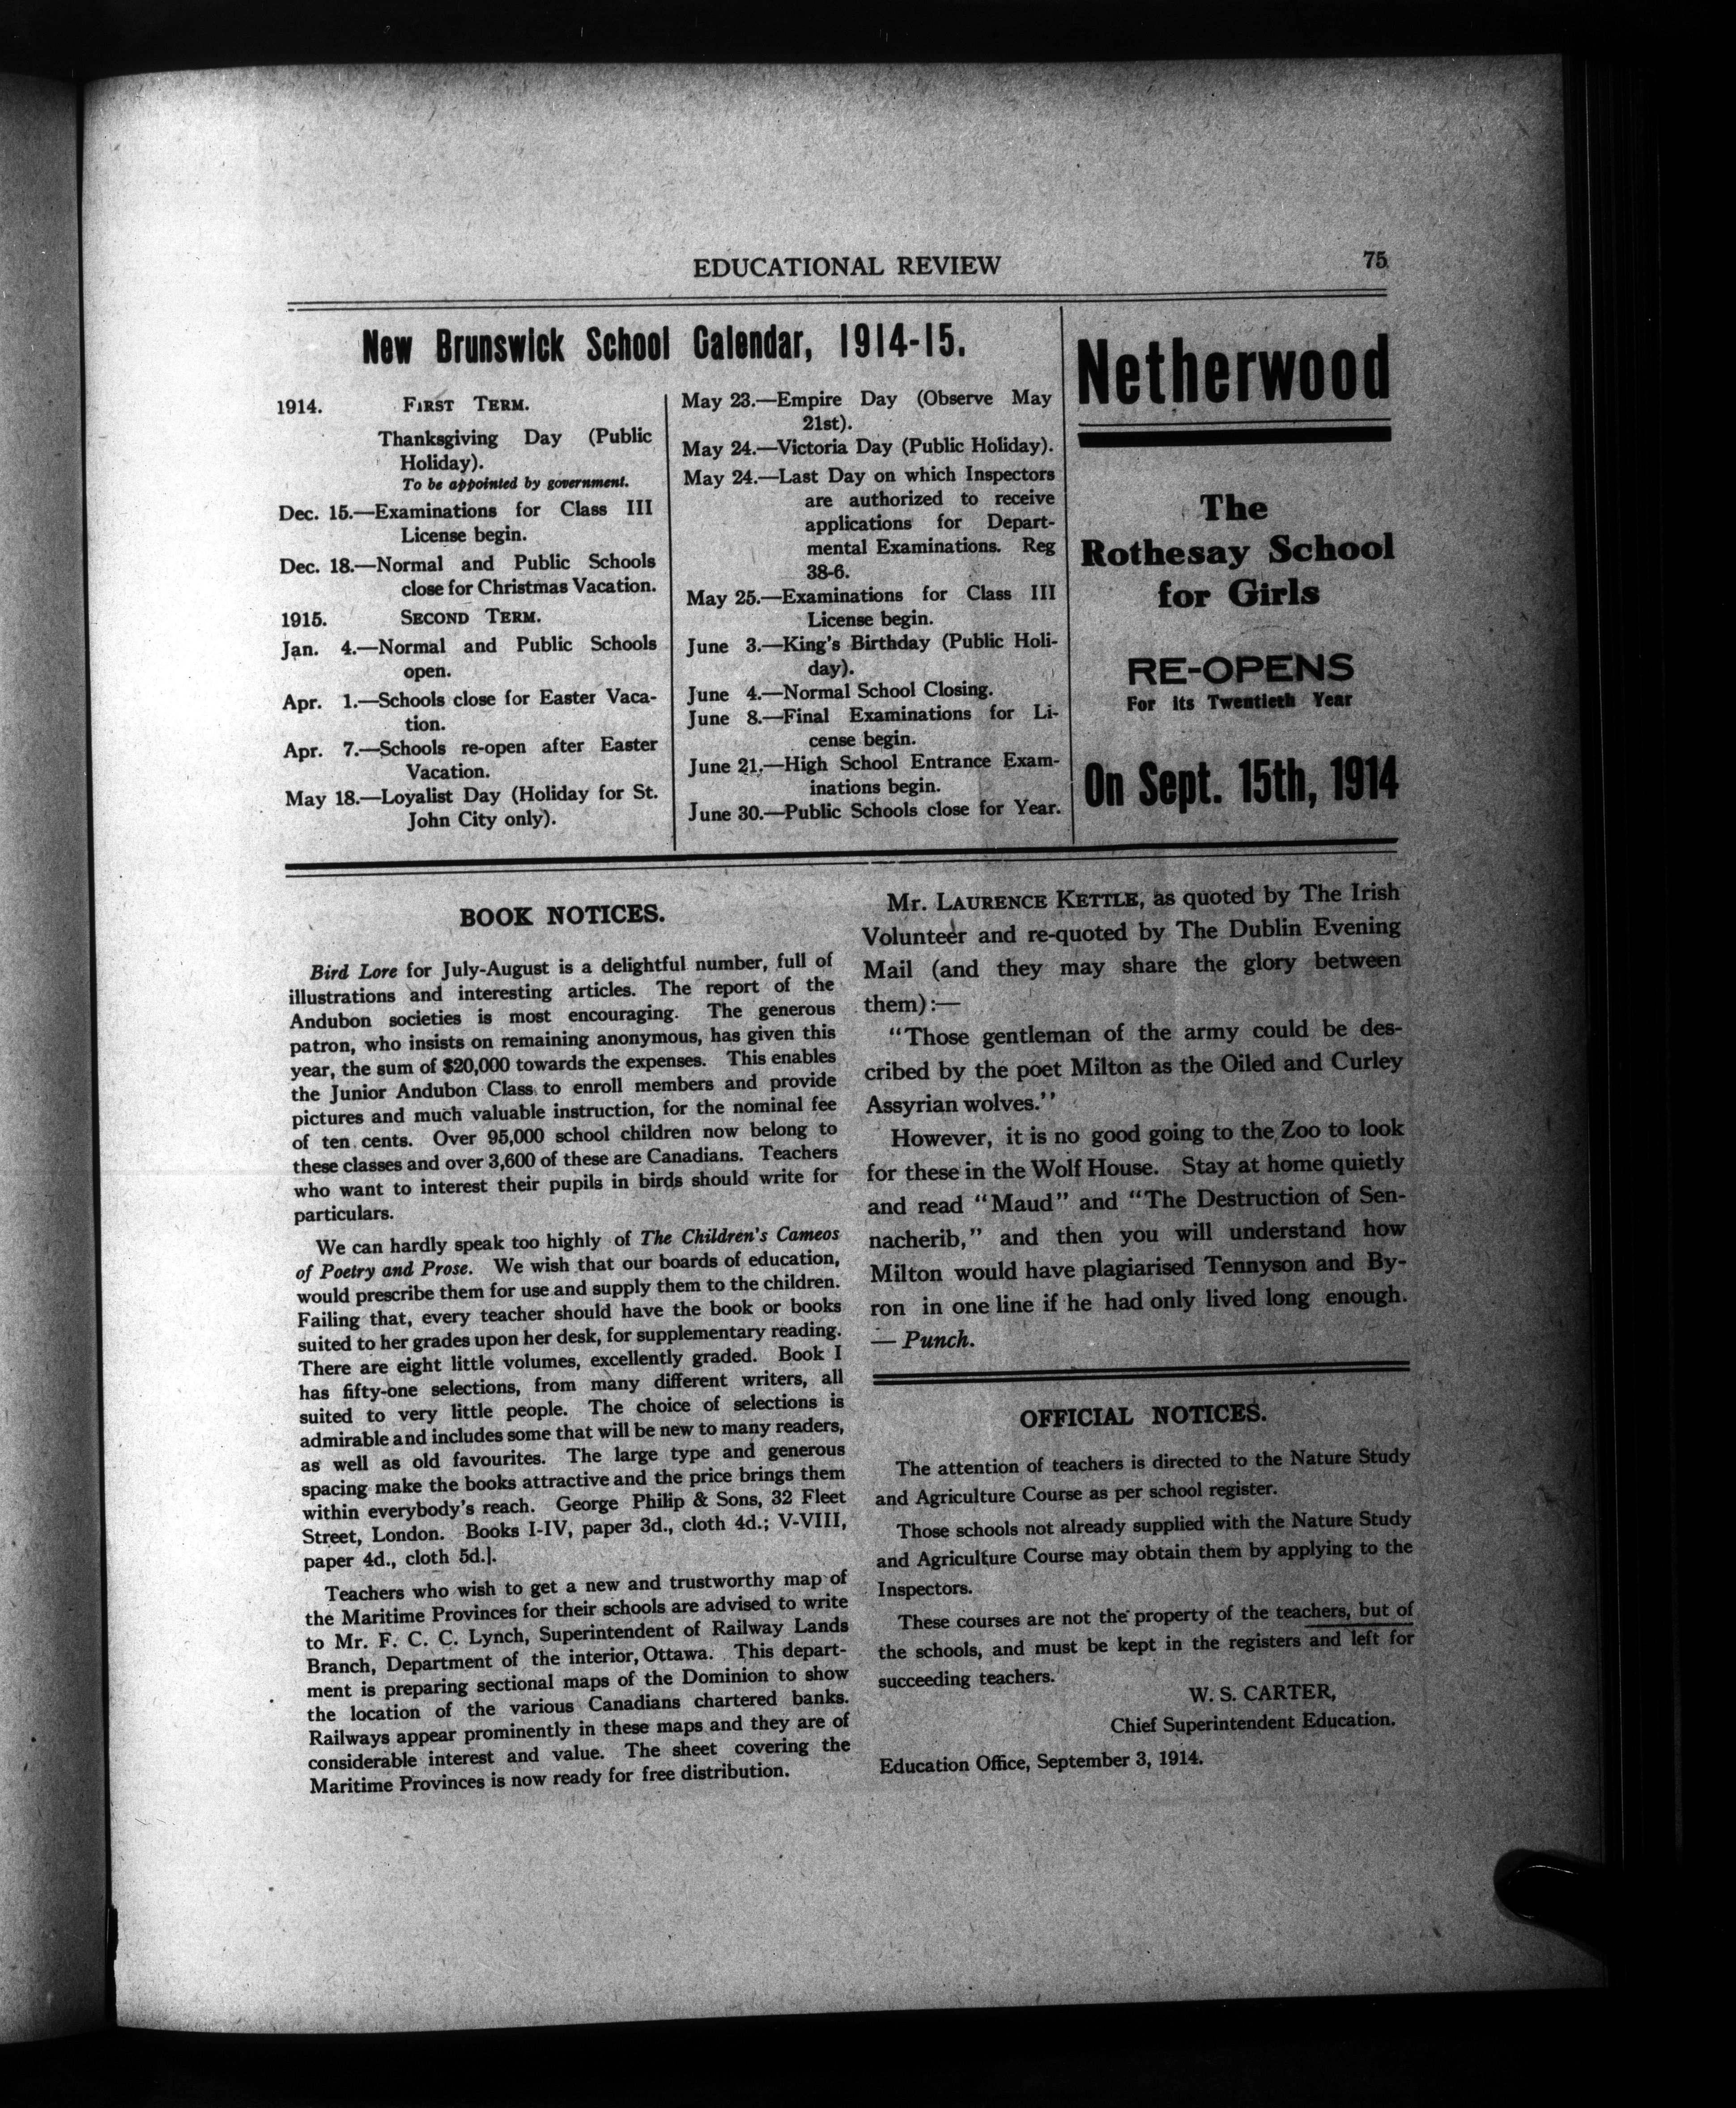 EDUCATIONAL REVIEW
75
New Brunswick School Calendar, 1914-15.
1914. FIRST TERM.
Thanksgiving Day (Public
Holiday).
To be appointed by government.
Dec. 15.—Examinations for Class III
License begin.
Dec. 18.—Normal and Public Schools
close for Christmas Vacation.
1915. SECOND TERM.
Jan. 4.—Normal and Public Schools
open.
Apr. 1.—Schools close for Easter Vaca-
tion.
Apr. 7.—Schools re-open after Easter
Vacation.
May 18.—Loyalist Day (Holiday for St.
John City only).
May 23.—Empire Day (Observe May
21st).
May 24.—Victoria Day (Public Holiday).
May 24.—Last Day on which Inspectors
are authorized to receive
applications for Depart-
mental Examinations. Reg
38-6.
May 25.—Examinations for Class III
License begin.
June 3.—King's Birthday (Public Holi-
day).
June 4.—Normal School Closing.
June 8.—Final Examinations for Li-
cense begin.
June 21.—High School Entrance Exam-
inations begin.
June 30.—Public Schools close for Year.
Netherwood
The
Rothesay School
for Girls
RE-OPENS
For its Twentieth Year
On Sept. 15th, 1914
BOOK NOTICES.
Bird Lore for July-August is a delightful number, full of
illustrations and interesting articles. The report of the
Andubon societies is most encouraging. The generous
patron, who insists on remaining anonymous, has given this
year, the sum of $20,000 towards the expenses. This enables
the Junior Andubon Class to enroll members and provide
pictures and much valuable instruction, for the nominal fee
of ten cents. Over 95,000 school children now belong to
these classes and over 3,600 of these are Canadians. Teachers
who want to interest their pupils in birds should write for
particulars.
We can hardly speak too highly of The Children's Cameos
of Poetry and Prose. We wish that our boards of education,
would prescribe them for use and supply them to the children.
Failing that, every teacher should have the book or books
suited to her grades upon her desk, for supplementary reading.
There are eight little volumes, excellently graded. Book I
has fifty-one selections, from many different writers, all
suited to very little people. The choice of selections is
admirable and includes some that will be new to many readers,
as well as old favourites. The large type and generous
spacing make the books attractive and the price brings them
within everybody's reach. George Philip & Sons, 32 Fleet
Street, London. Books I-IV, paper 3d., cloth 4d.; V-VIII,
paper 4d., cloth 5d.].
Teachers who wish to get a new and trustworthy map of
the Maritime Provinces for their schools are advised to write
to Mr. F. C. C. Lynch, Superintendent of Railway Lands
Branch, Department of the interior, Ottawa. This depart-
ment is preparing sectional maps of the Dominion to show
the location of the various Canadians chartered banks.
Railways appear prominently in these maps and they are of
considerable interest and value. The sheet covering the
Maritime Provinces is now ready for free distribution.
Mr. LAURENCE KETTLE, as quoted by The Irish
Volunteer and re-quoted by The Dublin Evening
Mail (and they may share the glory between
them):—
"Those gentleman of the army could be des-
cribed by the poet Milton as the Oiled and Curley
Assyrian wolves."
However, it is no good going to the Zoo to look
for these in the Wolf House. Stay at home quietly
and read "Maud" and "The Destruction of Sen-
nacherib," and then you will understand how
Milton would have plagiarised Tennyson and By-
ron in one line if he had only lived long enough.
— Punch.
OFFICIAL NOTICES.
The attention of teachers is directed to the Nature Study
and Agriculture Course as per school register.
Those schools not already supplied with the Nature Study
and Agriculture Course may obtain them by applying to the
Inspectors.
These courses are not the property of the teachers, but of
the schools, and must be kept in the registers and left for
succeeding teachers.
W. S. CARTER,
Chief Superintendent Education.
Education Office, September 3, 1914.